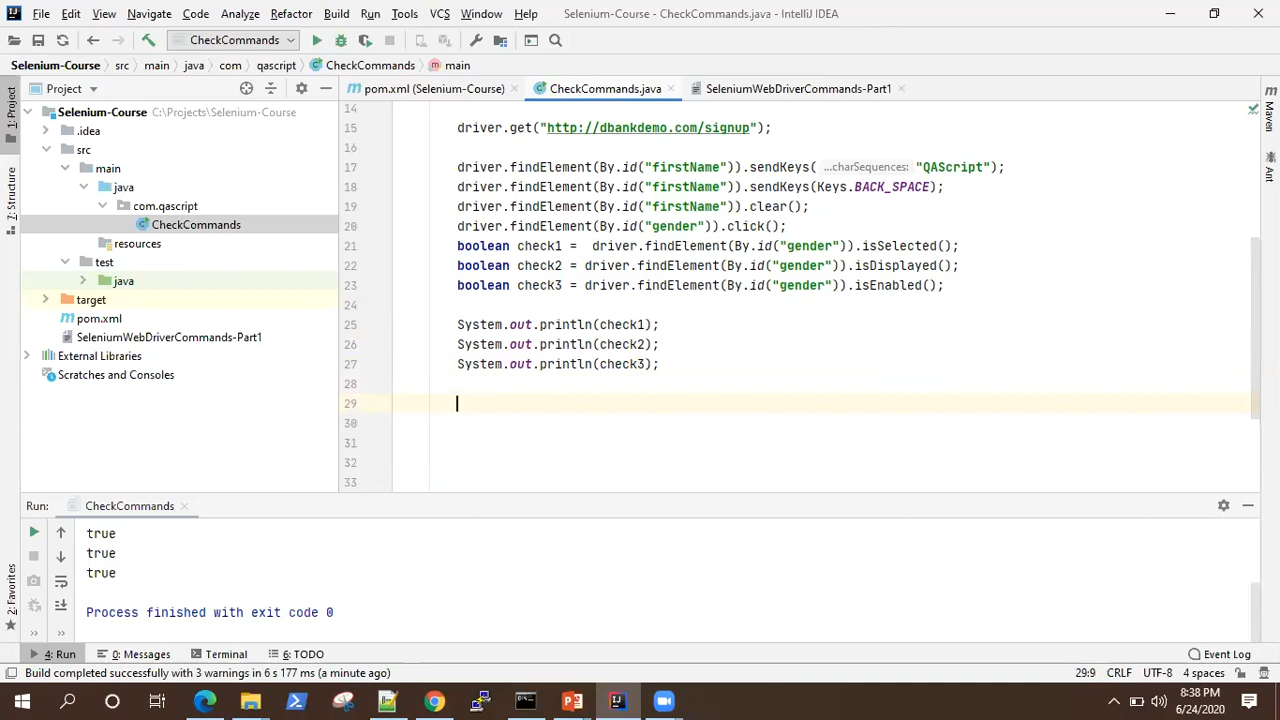 File Edit View Navigate Code Analyze Refactor Build Run Tools VCS Window Help Selenium-Course - CheckCommands.java - IntelliJ IDEA
CheckCommands
Selenium-Course src main java com qascript CheckCommands main
Project
pom.xml (Selenium-Course)
CheckCommands.java
SeleniumWebDriverCommands-Part1
1: Project
Z: Structure
2: Favorites
Maven
Ant
Selenium-Course C:\Projects\Selenium-Course
.idea
src
main
java
com.qascript
CheckCommands
resources
test
java
target
pom.xml
SeleniumWebDriverCommands-Part1
External Libraries
Scratches and Consoles
14
15 driver.get("http://dbankdemo.com/signup");
16
17 driver.findElement(By.id("firstName")).sendKeys( ...charSequences: "QAScript");
18 driver.findElement(By.id("firstName")).sendKeys(Keys.BACK_SPACE);
19 driver.findElement(By.id("firstName")).clear();
20 driver.findElement(By.id("gender")).click();
21 boolean check1 =  driver.findElement(By.id("gender")).isSelected();
22 boolean check2 = driver.findElement(By.id("gender")).isDisplayed();
23 boolean check3 = driver.findElement(By.id("gender")).isEnabled();
24
25 System.out.println(check1);
26 System.out.println(check2);
27 System.out.println(check3);
28
29
30
31
32
33
Run: CheckCommands
true
true
true
Process finished with exit code 0
4: Run 0: Messages Terminal 6: TODO Event Log
Build completed successfully with 3 warnings in 6 s 177 ms (a minute ago) 29:9 CRLF UTF-8 4 spaces
8:38 PM
6/24/2020